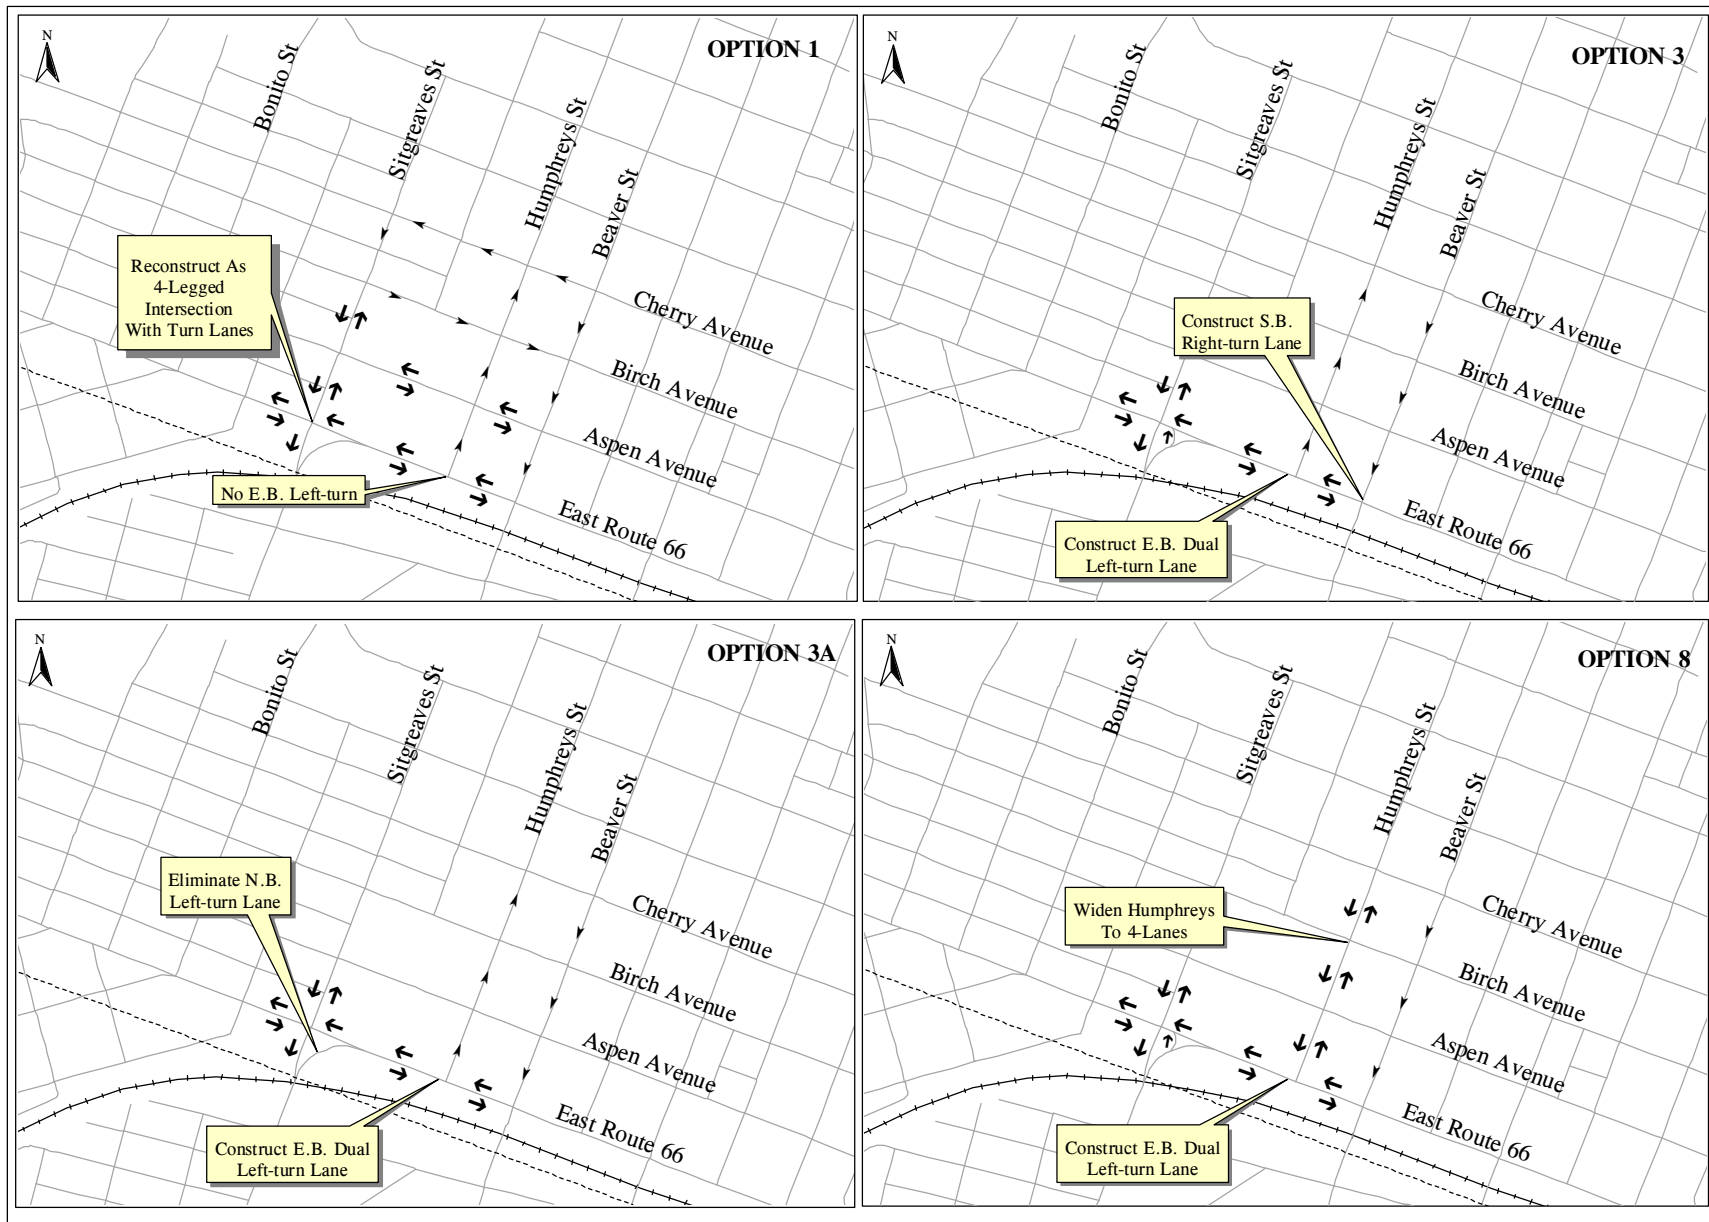 N
OPTION 1
Bonito St
Sitgreaves St
Humphreys St
Beaver St
Reconstruct As
4-Legged
Intersection
With Turn Lanes
Cherry Avenue
Birch Avenue
Aspen Avenue
No E.B. Left-turn
East Route 66
N
OPTION 3
Bonito St
Sitgreaves St
Humphreys St
Beaver St
Construct S.B.
Right-turn Lane
Cherry Avenue
Birch Avenue
Aspen Avenue
East Route 66
Construct E.B. Dual
Left-turn Lane
N
OPTION 3A
Bonito St
Sitgreaves St
Humphreys St
Beaver St
Eliminate N.B.
Left-turn Lane
Cherry Avenue
Birch Avenue
Aspen Avenue
East Route 66
Construct E.B. Dual
Left-turn Lane
N
OPTION 8
Bonito St
Sitgreaves St
Humphreys St
Beaver St
Widen Humphreys
To 4-Lanes
Cherry Avenue
Birch Avenue
Aspen Avenue
East Route 66
Construct E.B. Dual
Left-turn Lane